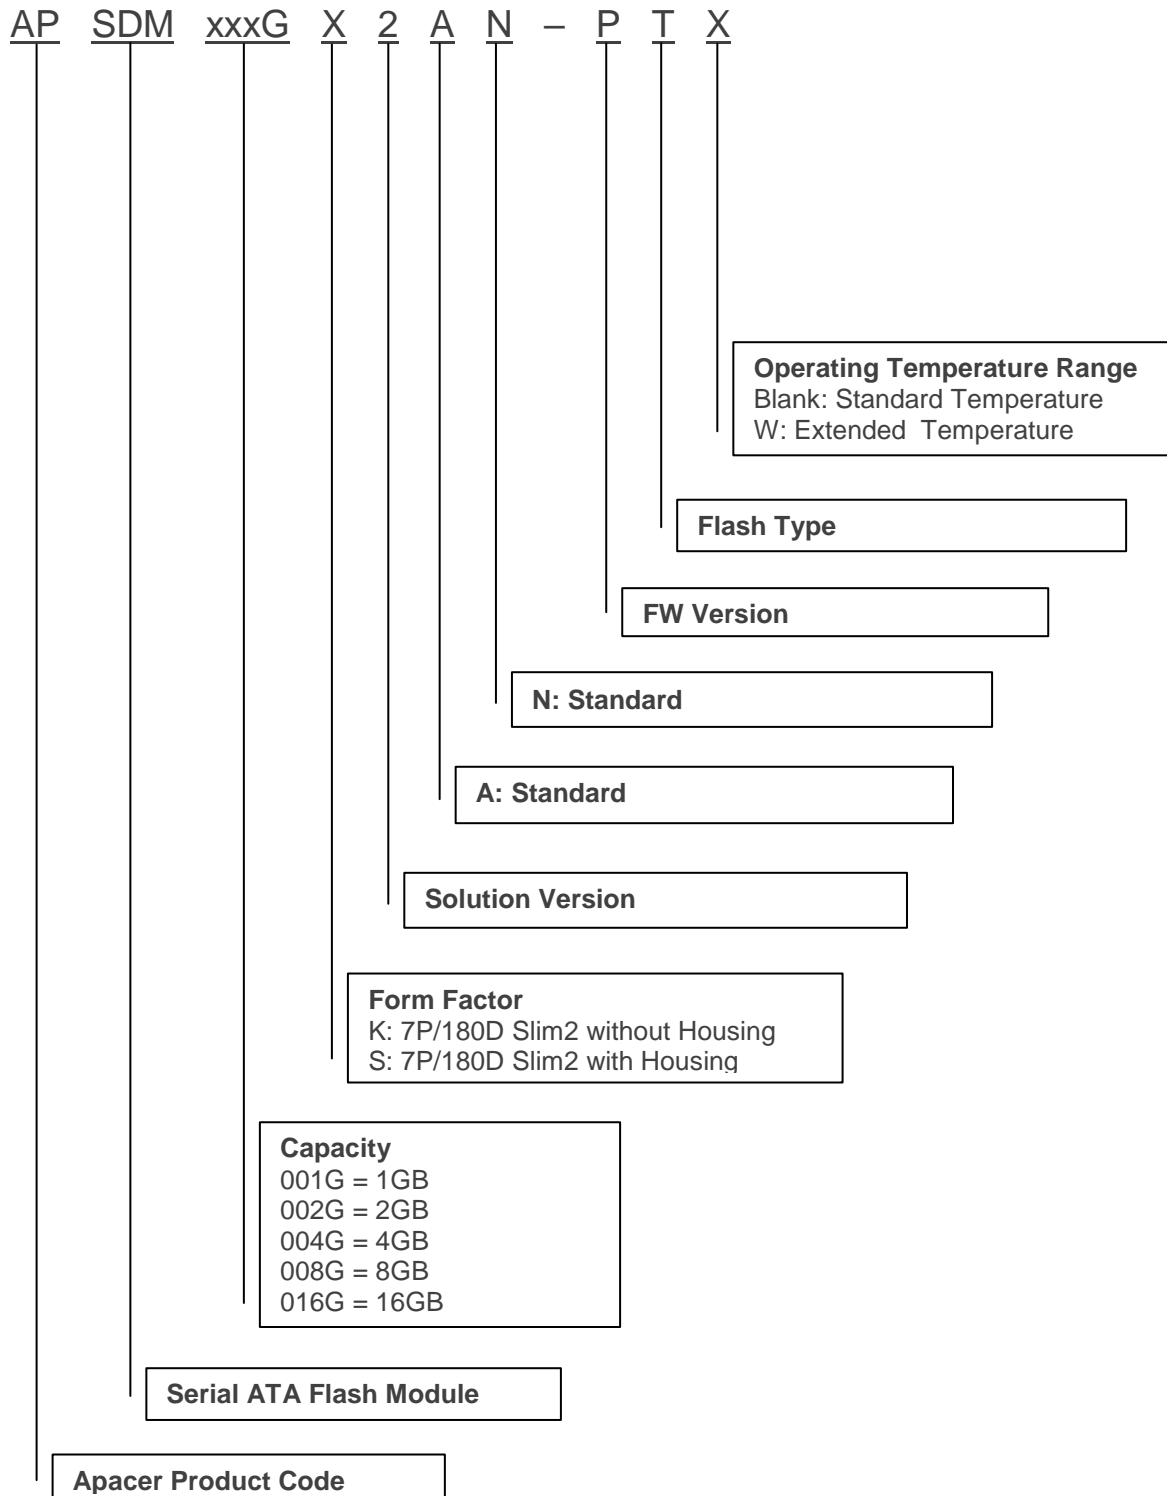 AP SDM xxxG X 2 A N – P T X
Operating Temperature Range
Blank: Standard Temperature
W: Extended Temperature
Flash Type
FW Version
N: Standard
A: Standard
Solution Version
Form Factor
K: 7P/180D Slim2 without Housing
S: 7P/180D Slim2 with Housing
Capacity
001G = 1GB
002G = 2GB
004G = 4GB
008G = 8GB
016G = 16GB
Serial ATA Flash Module
Apacer Product Code